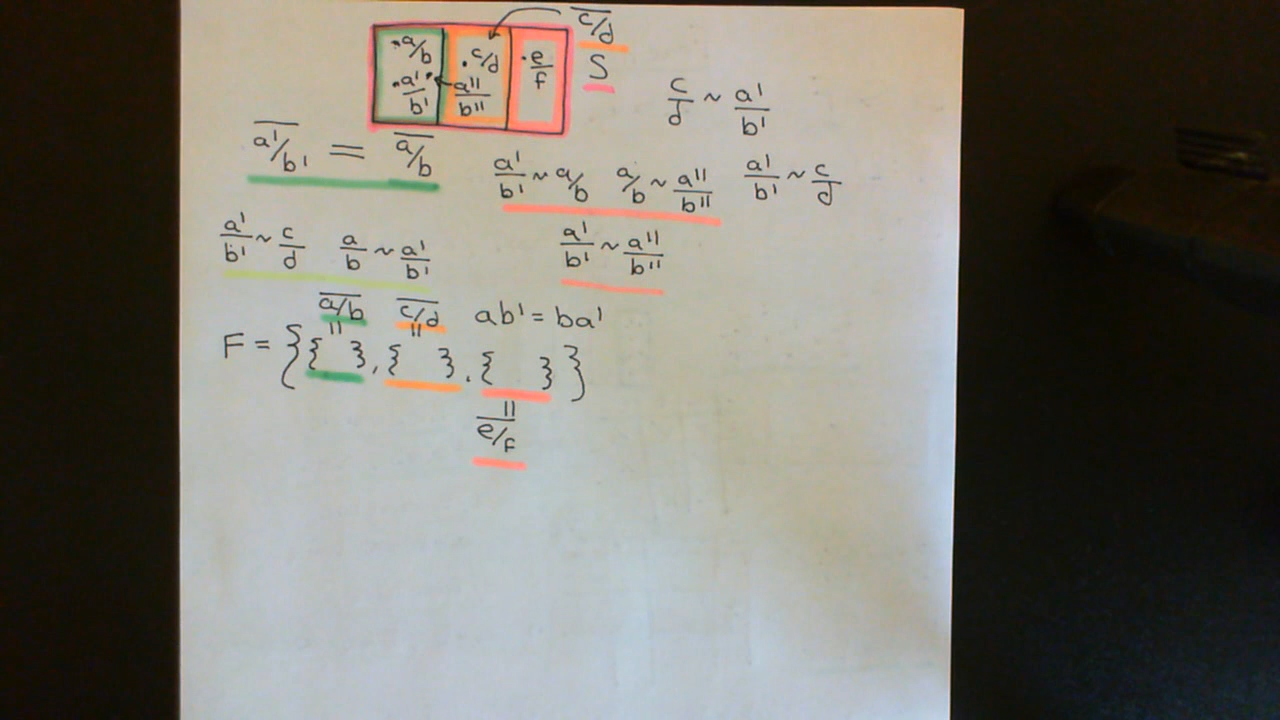 c/d
a/b c/d e/f S
a'/b' a''/b''
c/d ~ a'/b'
a'/b' = a/b
a'/b' ~ a/b a/b ~ a''/b'' a'/b' ~ c/d
a'/b' ~ c/d a/b ~ a'/b' a'/b' ~ a''/b''
a/b c/d ab' = ba'
= =
F = {{ }, { }, { }}
=
e/f